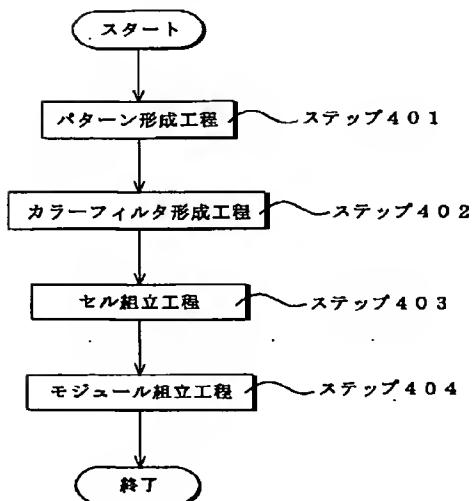 スタート
パターン形成工程 ステップ401
カラーフィルタ形成工程 ステップ402
セル組立工程 ステップ403
モジュール組立工程 ステップ404
終了